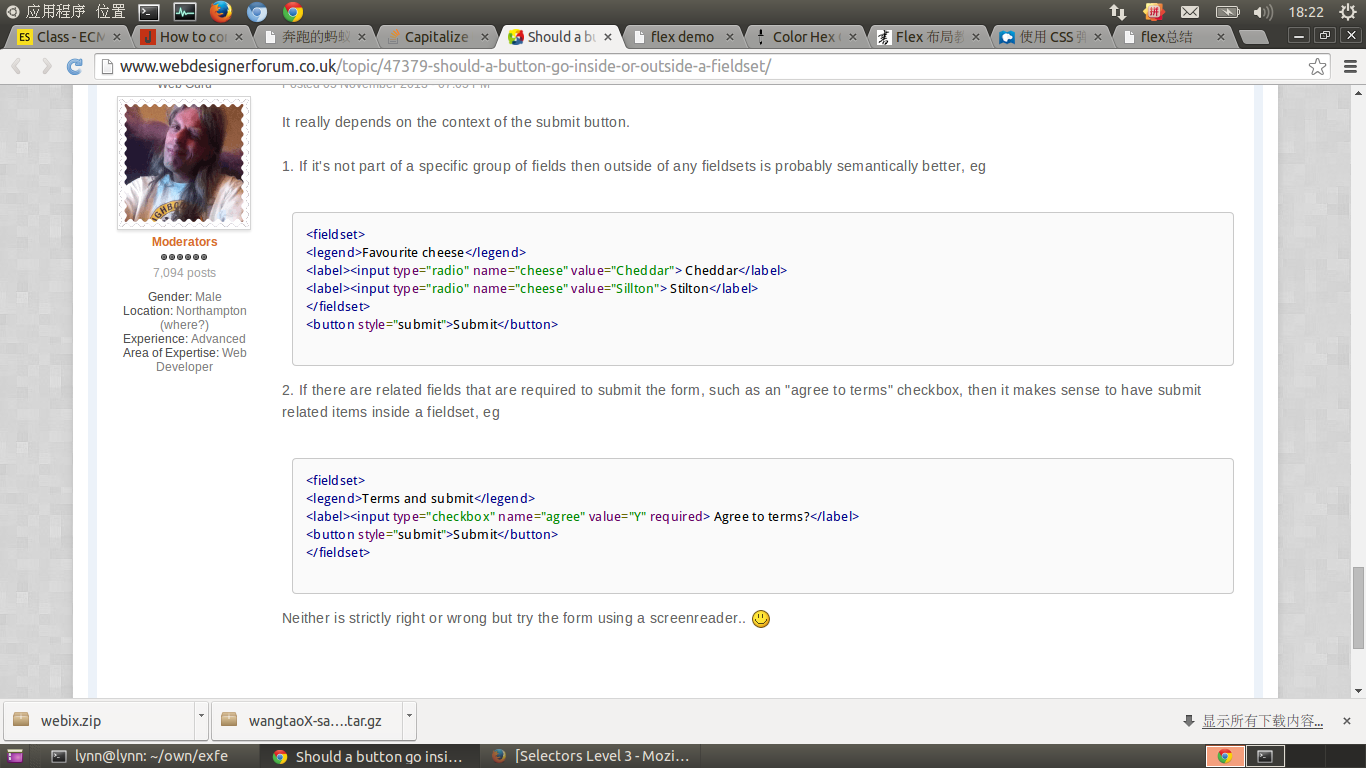 应用程序 位置
18:22
Class - ECM
How to con
奔跑的蚂蚁
Capitalize
Should a bu
flex demo
Color Hex
Flex 布局教
使用 CSS 弹
flex总结
www.webdesignerforum.co.uk/topic/47379-should-a-button-go-inside-or-outside-a-fieldset/
Web Guru
It really depends on the context of the submit button.
1. If it's not part of a specific group of fields then outside of any fieldsets is probably semantically better, eg
<fieldset>
<legend>Favourite cheese</legend>
<label><input type="radio" name="cheese" value="Cheddar"> Cheddar</label>
<label><input type="radio" name="cheese" value="Sillton"> Stilton</label>
</fieldset>
<button style="submit">Submit</button>
Moderators
7,094 posts
Gender: Male
Location: Northampton
(where?)
Experience: Advanced
Area of Expertise: Web
Developer
2. If there are related fields that are required to submit the form, such as an "agree to terms" checkbox, then it makes sense to have submit
related items inside a fieldset, eg
<fieldset>
<legend>Terms and submit</legend>
<label><input type="checkbox" name="agree" value="Y" required> Agree to terms?</label>
<button style="submit">Submit</button>
</fieldset>
Neither is strictly right or wrong but try the form using a screenreader..
webix.zip
wangtaoX-sa....tar.gz
显示所有下载内容...
lynn@lynn: ~/own/exfe
Should a button go insi...
[Selectors Level 3 - Mozi...